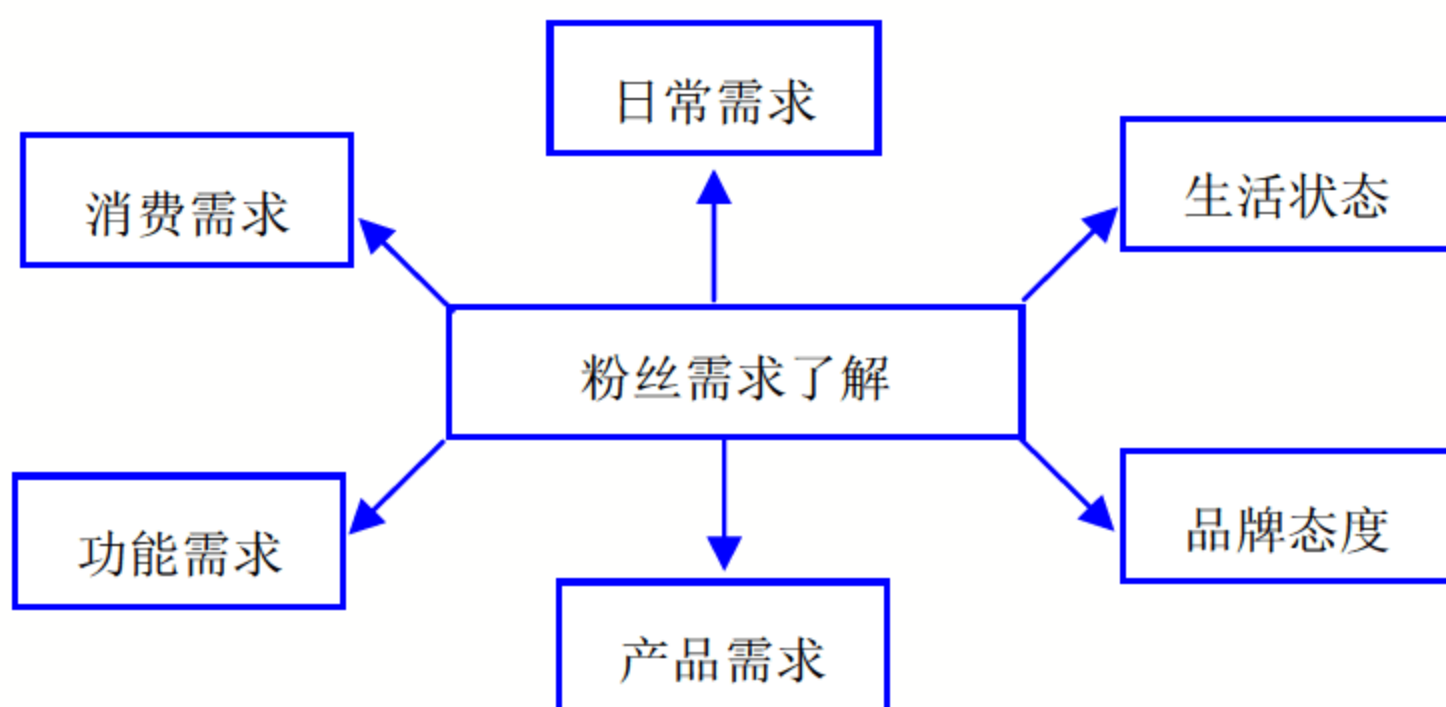 日常需求
消费需求
生活状态
粉丝需求了解
功能需求
品牌态度
产品需求